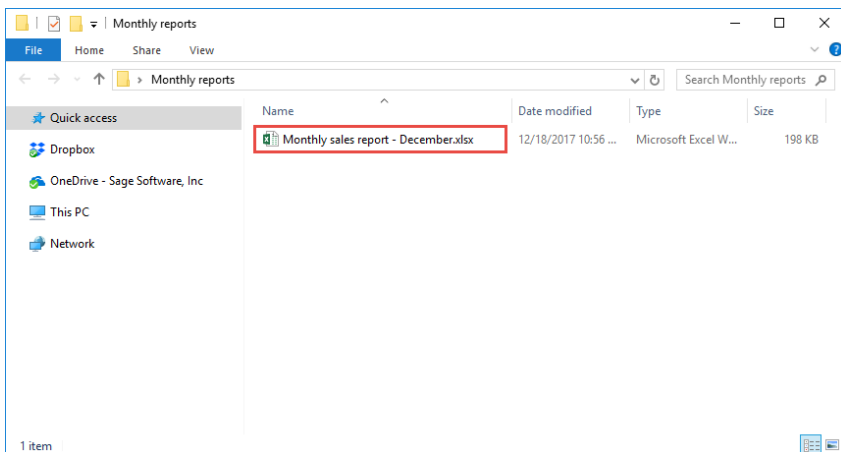 Monthly reports
File Home Share View
Monthly reports Search Monthly reports
Name Date modified Type Size
Quick access
Monthly sales report - December.xlsx 12/18/2017 10:56 ... Microsoft Excel W... 198 KB
Dropbox
OneDrive - Sage Software, Inc
This PC
Network
1 item